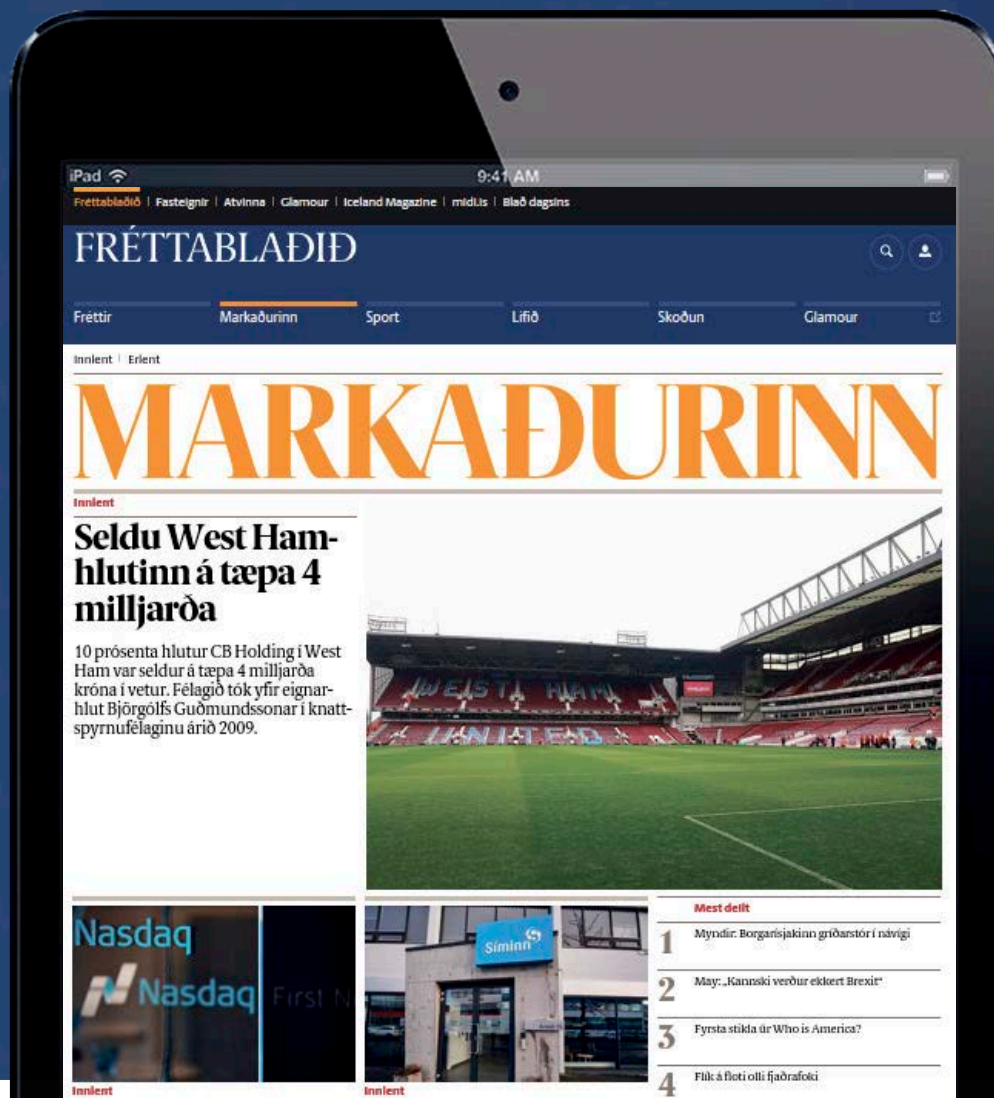 iPad 9:41 AM
Fréttablaðið | Fasteignir | Atvinna | Glamour | Iceland Magazine | midi.is | Blað dagsins
FRÉTTABLAÐIÐ
Fréttir Markaðurinn Sport Lífið Skoðun Glamour
Innlent | Erlent
MARKAÐURINN
Innlent
Seldu West Ham-
hlutinn á tæpa 4
milljarða
10 prósenta hlutur CB Holding í West
Ham var seldur á tæpa 4 milljarða
króna í vetur. Félagið tók yfir eignar-
hlut Björgólfs Guðmundssonar í knatt-
spyrnufélaginu árið 2009.
WEST HAM
UNITED
Nasdaq
Nasdaq First N
Innlent
Síminn
Innlent
Mest deilt
1 Myndir: Borgarísjakinn gríðarstór í návígi
2 May: „Kannski verður ekkert Brexit“
3 Fyrsta stikla úr Who is America?
4 Flík á floti olli fjaðrafoki